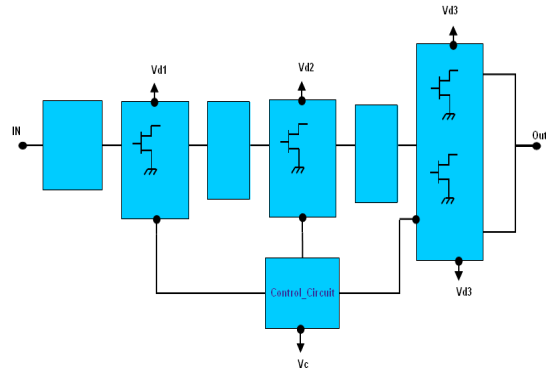 Vd3
Vd1
Vd2
IN
Out
Control_Circuit
Vd3
Vc